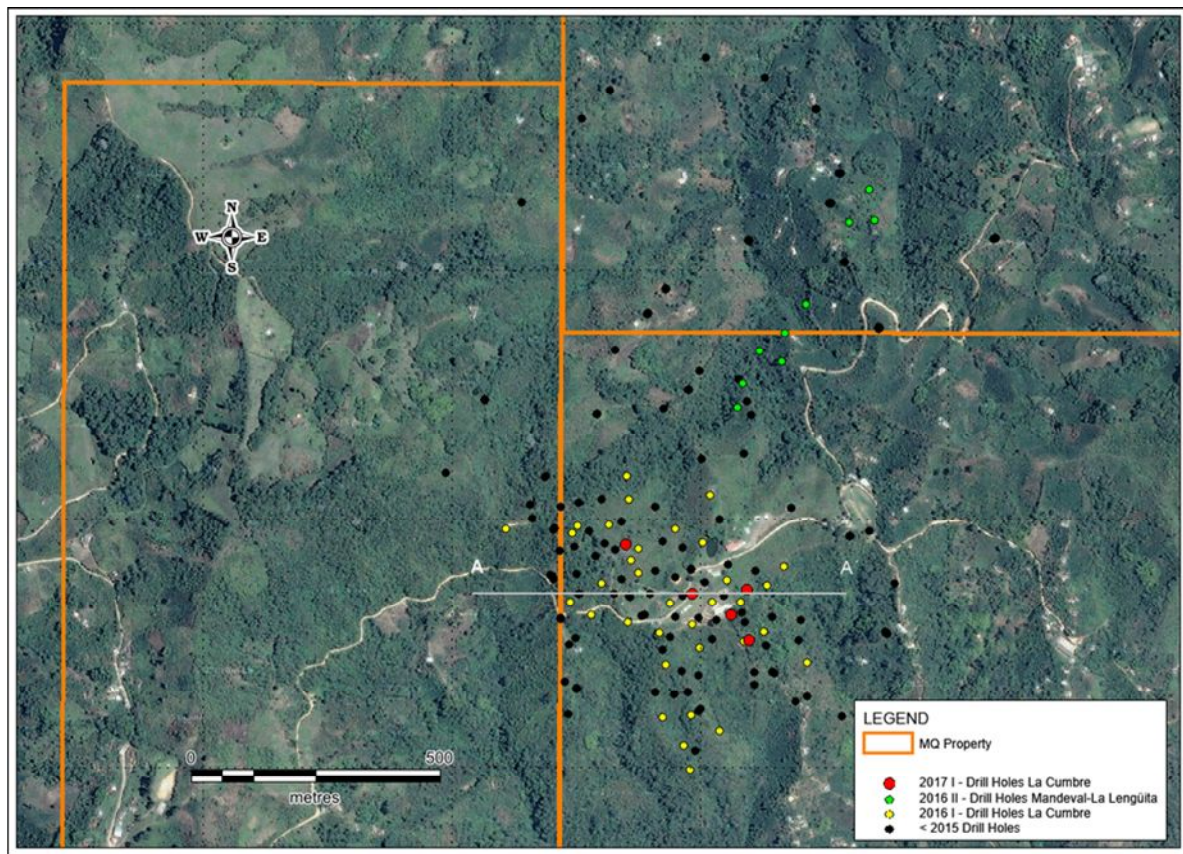 N
W E
S
A A'
0 500
metres
LEGEND
MQ Property
2017 I - Drill Holes La Cumbre
2016 II - Drill Holes Mandeval-La Lengüita
2016 I - Drill Holes La Cumbre
< 2015 Drill Holes